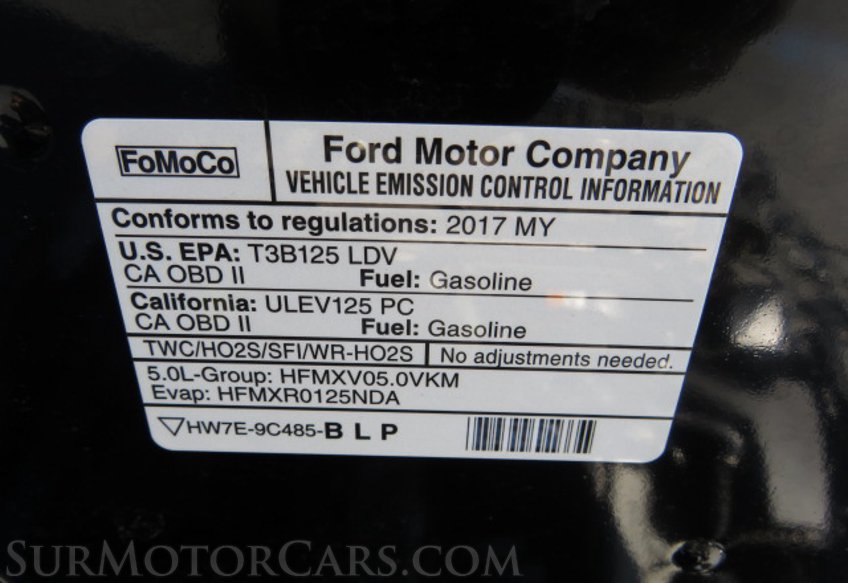 FoMoCo
Ford Motor Company
VEHICLE EMISSION CONTROL INFORMATION
Conforms to regulations: 2017 MY
U.S. EPA: T3B125 LDV
CA OBD II Fuel: Gasoline
California: ULEV125 PC
CA OBD II Fuel: Gasoline
TWC/HO2S/SFI/WR-HO2S No adjustments needed.
5.0L-Group: HFMXV05.0VKM
Evap: HFMXR0125NDA
HW7E-9C485-B L P
SurMotorCars.com